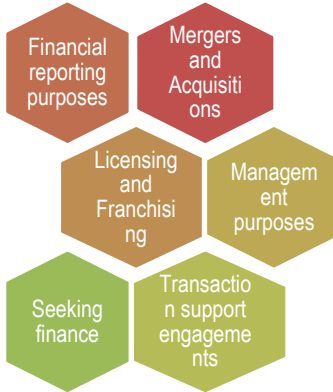 Financial
reporting
purposes
Mergers
and
Acquisiti
ons
Licensing
and
Franchisi
ng
Managem
ent
purposes
Seeking
finance
Transactio
n support
engageme
nts